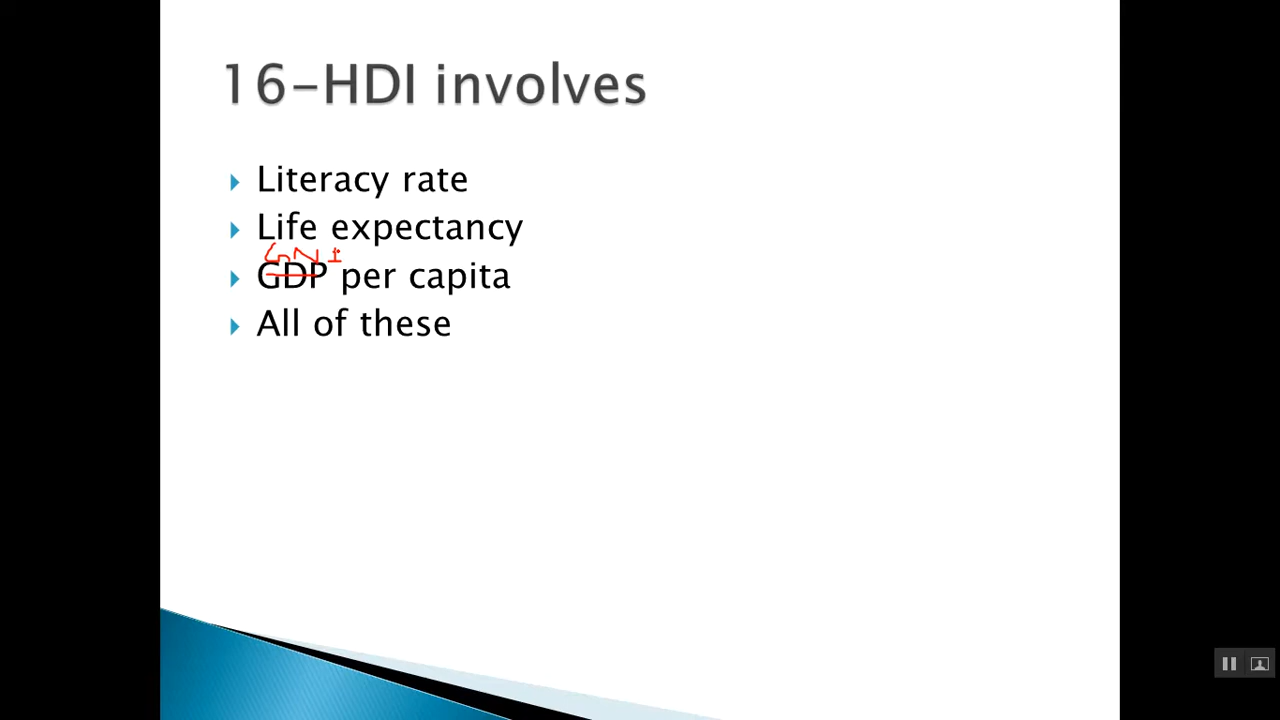 16-HDI involves
Literacy rate
Life expectancy
GNI
GDP per capita
All of these